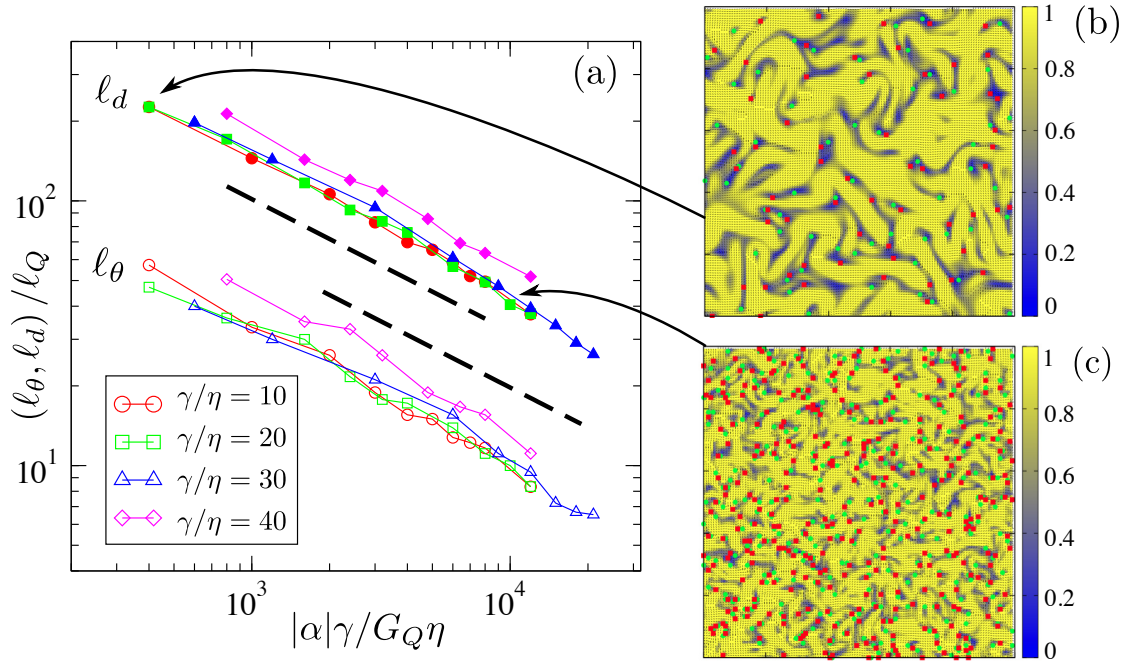 (a)
ℓ_d
ℓ_θ
10^2
10^1
(ℓ_θ, ℓ_d) / ℓ_Q
γ/η = 10
γ/η = 20
γ/η = 30
γ/η = 40
10^3
10^4
|α|γ/G_Qη
(b)
1
0.8
0.6
0.4
0.2
0
(c)
1
0.8
0.6
0.4
0.2
0